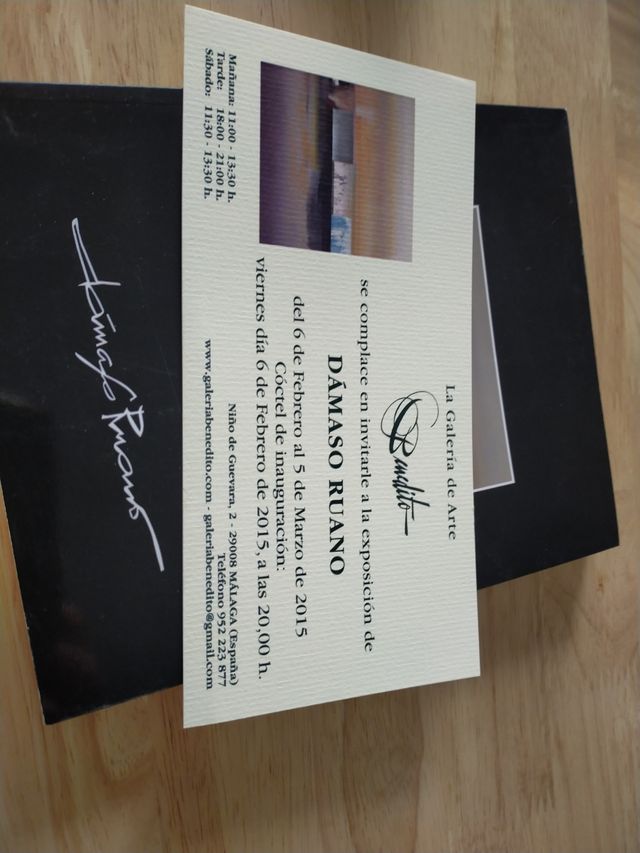 La Galería de Arte
Benedito
se complace en invitarle a la exposición de
DÁMASO RUANO
del 6 de Febrero al 5 de Marzo de 2015
Cóctel de inauguración:
viernes día 6 de Febrero de 2015, a las 20,00 h.
Mañana: 11:00 - 13:30 h.
Tarde: 18:00 - 21:00 h.
Sábado: 11:30 - 13:30 h.
Niño de Guevara, 2 - 29008 MÁLAGA (España)
Teléfono 952 223 877
www.galeriabenedito.com - galeriabenedito@gmail.com
Dámaso Ruano